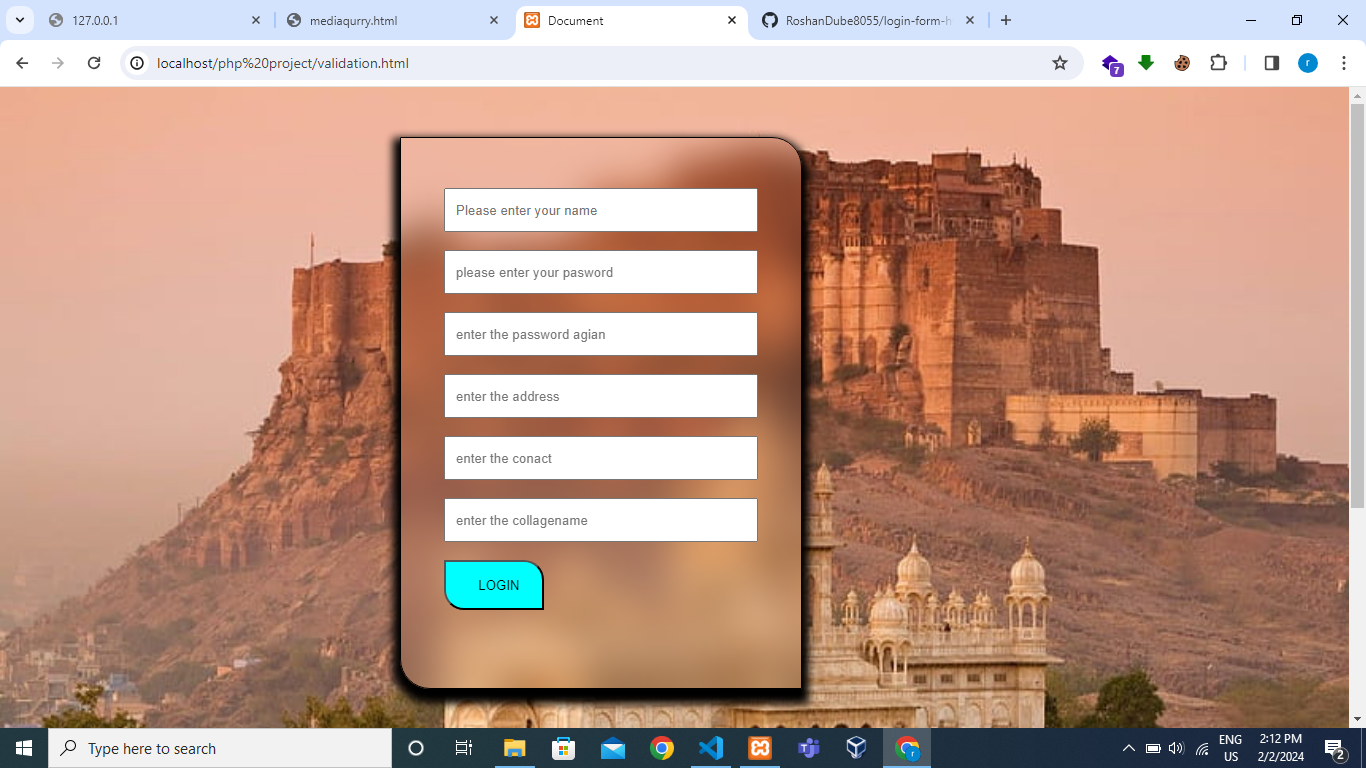 127.0.0.1
mediaqurry.html
Document
RoshanDube8055/login-form-h
localhost/php%20project/validation.html
7
r
Please enter your name
please enter your pasword
enter the password agian
enter the address
enter the conact
enter the collagename
LOGIN
Type here to search
r
ENG
US
2:12 PM
2/2/2024
2